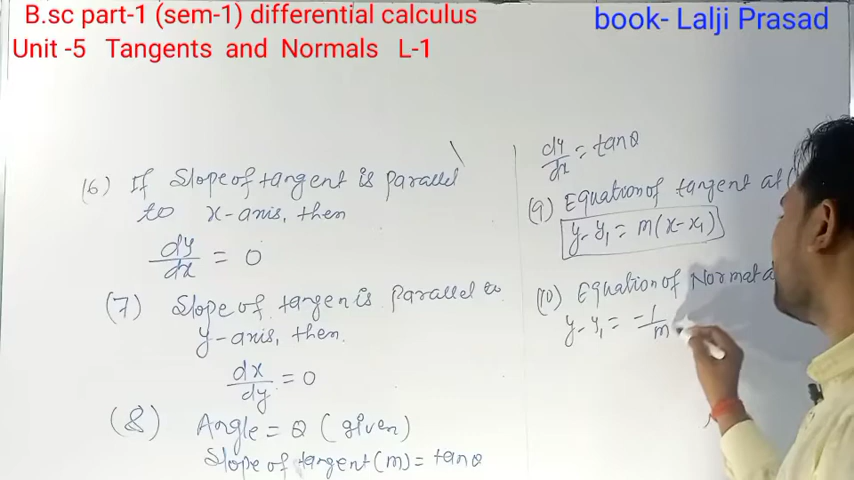 B.sc part-1 (sem-1) differential calculus
book- Lalji Prasad
Unit -5 Tangents and Normals L-1
(6) If Slope of tangent is parallel
to x-axis, then
dy/dx = 0
(7) Slope of tangen is parallel to
y-axis, then.
dx/dy = 0
(8) Angle = θ (given)
Slope of tangent (m) = tanθ
dy/dx = tanθ
(9) Equation of tangent at (
y-y₁ = m(x-x₁)
(10) Equation of Normal a
y-y₁ = -1/m